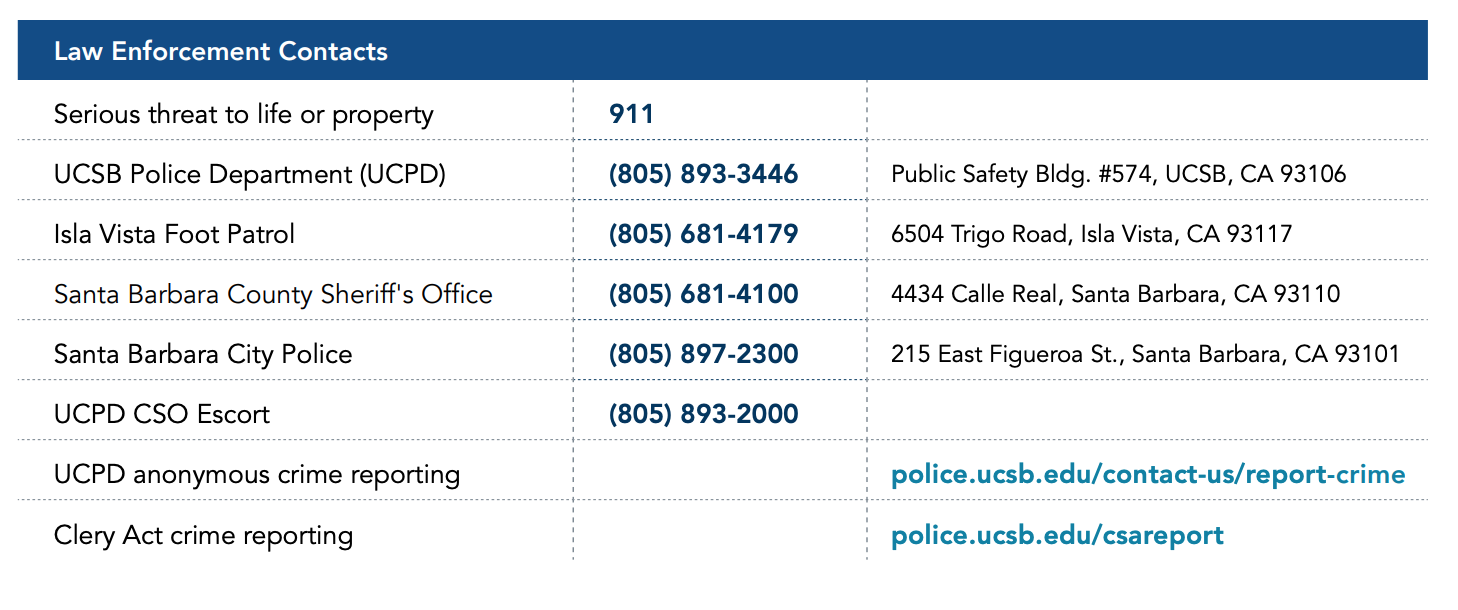 Law Enforcement Contacts
Serious threat to life or property 911
UCSB Police Department (UCPD) (805) 893-3446 Public Safety Bldg. #574, UCSB, CA 93106
Isla Vista Foot Patrol (805) 681-4179 6504 Trigo Road, Isla Vista, CA 93117
Santa Barbara County Sheriff's Office (805) 681-4100 4434 Calle Real, Santa Barbara, CA 93110
Santa Barbara City Police (805) 897-2300 215 East Figueroa St., Santa Barbara, CA 93101
UCPD CSO Escort (805) 893-2000
UCPD anonymous crime reporting police.ucsb.edu/contact-us/report-crime
Clery Act crime reporting police.ucsb.edu/csareport